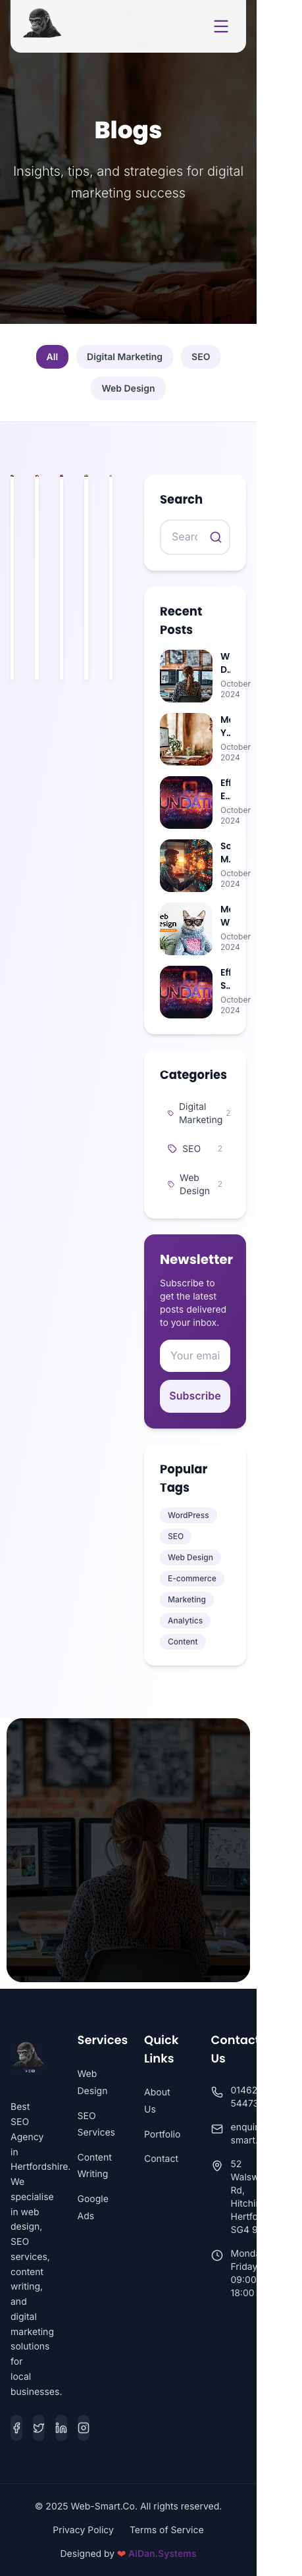 Blogs
Insights, tips, and strategies for digital
marketing success
All
Digital Marketing
SEO
Web Design
Search
Recent
Posts
D...
October
2024
Y...
October
2024
E...
October
2024
M...
October
2024
October
2024
S...
October
2024
Categories
Digital
Marketing
2
SEO
2
Web
Design
2
Newsletter
Subscribe to
get the latest
posts delivered
to your inbox.
Your emai
Subscribe
Popular
Tags
WordPress
SEO
Web Design
E-commerce
Marketing
Analytics
Content
Best
SEO
Agency
in
Hertfordshire.
We
specialise
in web
design,
SEO
services,
content
writing,
and
digital
marketing
solutions
for
local
businesses.
Services
Web
Design
SEO
Services
Content
Writing
Google
Ads
Quick
Links
About
Us
Portfolio
Contact
Contact
Us
01462
54473
enquir
smart.
52
Walsw
Rd,
Hitchin
Hertfo
SG4 9
Monda
Friday
09:00
18:00
© 2025 Web-Smart.Co. All rights reserved.
Privacy Policy
Terms of Service
Designed by ❤ AiDan.Systems